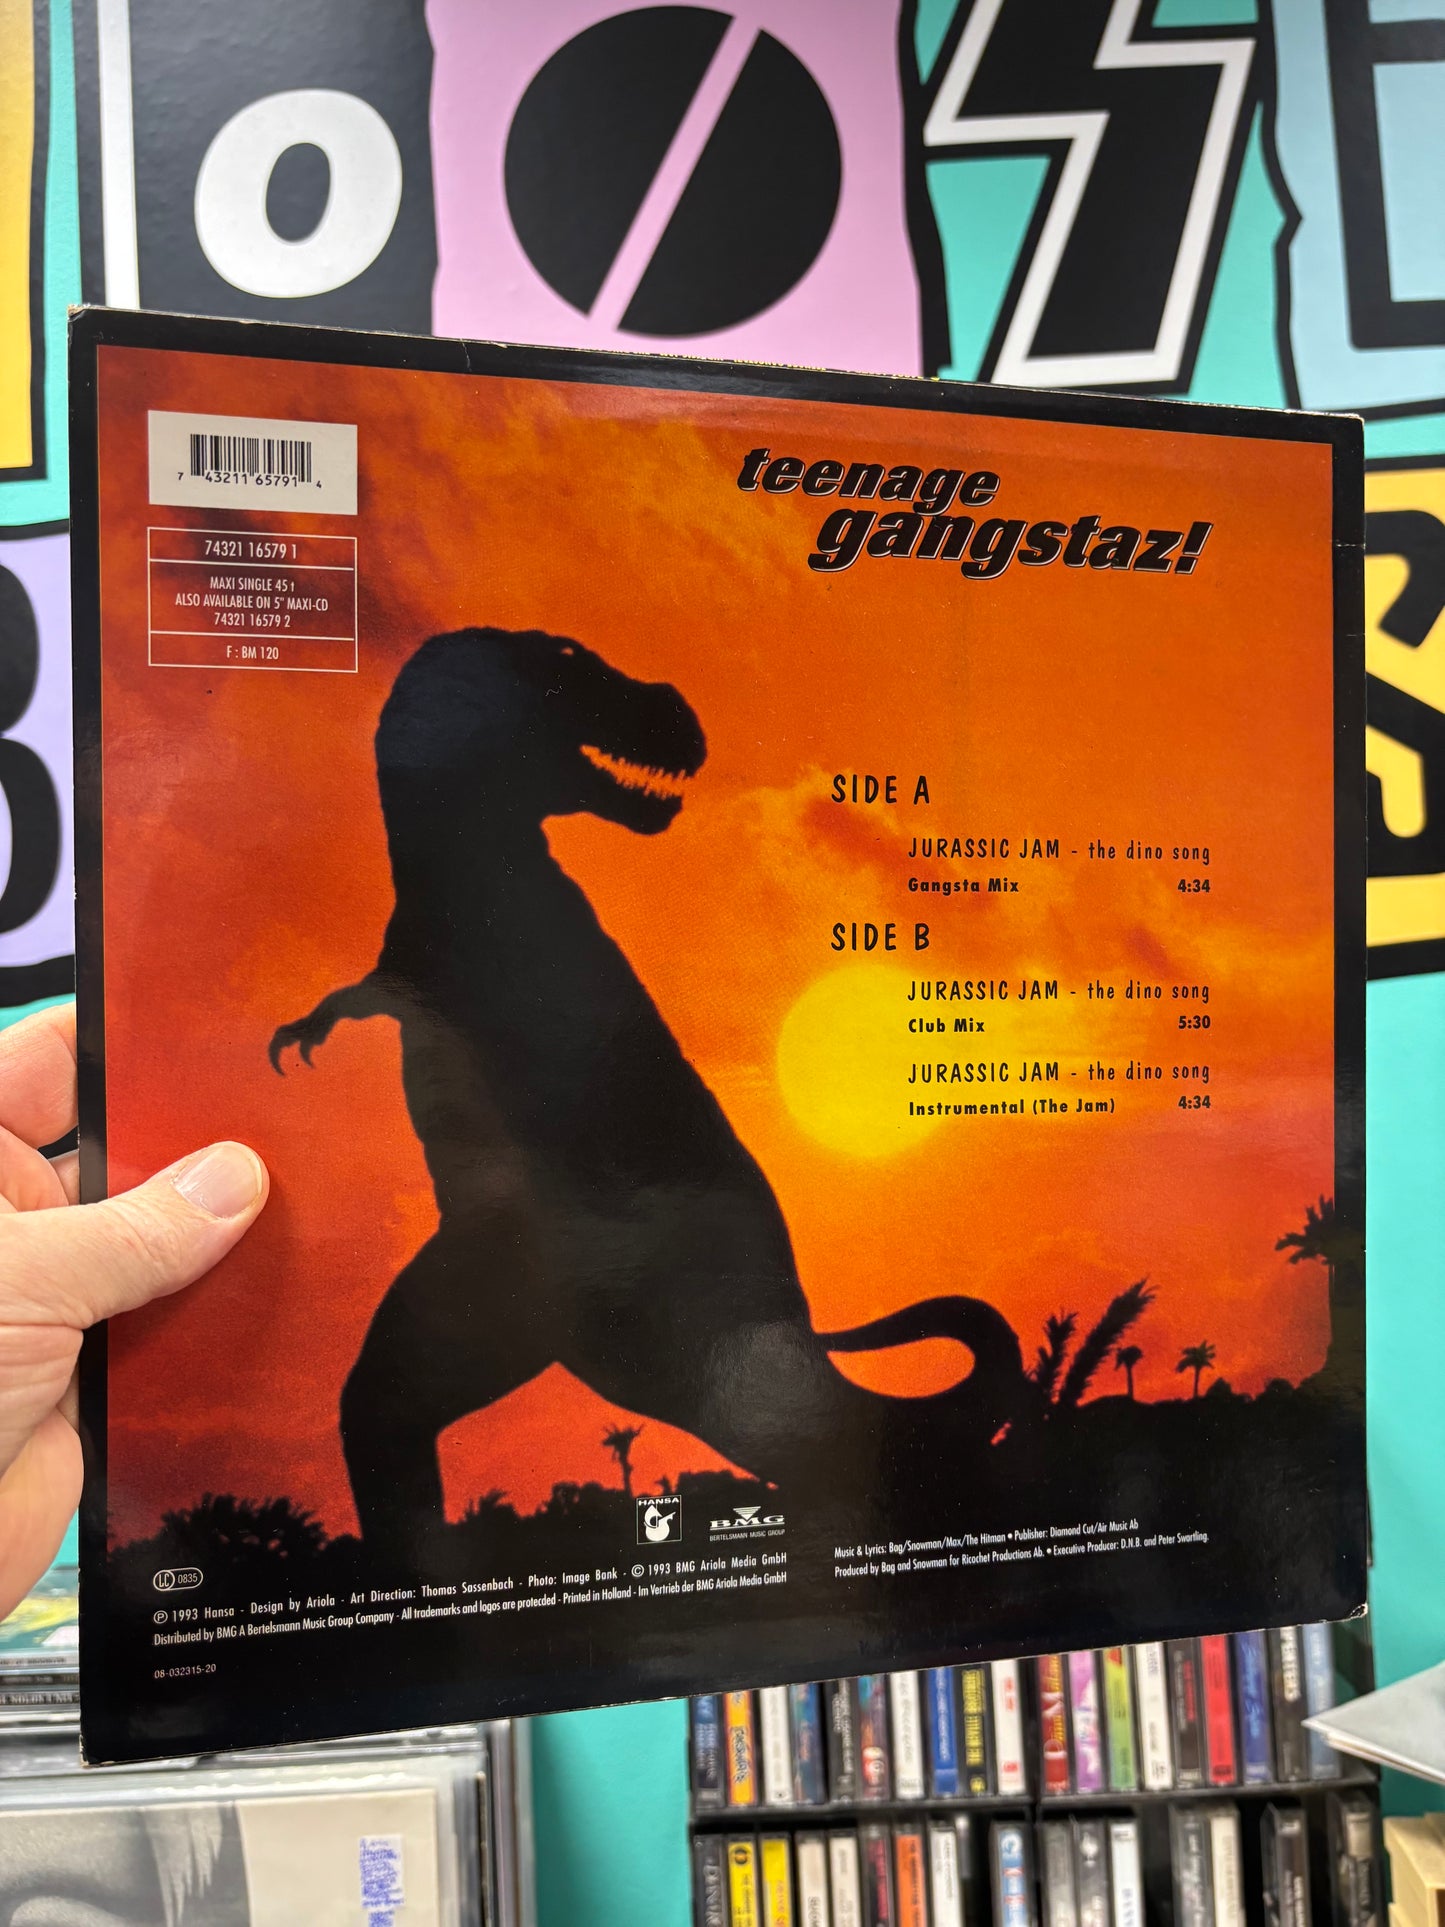 7 43211 65791 4
74321 16579 1
MAXI SINGLE 45 t
ALSO AVAILABLE ON 5" MAXI-CD
74321 16579 2
F : BM 120
teenage
gangstaz!
SIDE A
JURASSIC JAM - the dino song
Gangsta Mix 4:34
SIDE B
JURASSIC JAM - the dino song
Club Mix 5:30
JURASSIC JAM - the dino song
Instrumental (The Jam) 4:34
HANSA
BMG
BERTELSMANN MUSIC GROUP
LC 0835
Ⓟ 1993 Hansa - Design by Ariola - Art Direction: Thomas Sassenbach - Photo: Image Bank - © 1993 BMG Ariola Media GmbH
Distributed by BMG A Bertelsmann Music Group Company - All trademarks and logos are protecded - Printed in Holland - Im Vertrieb der BMG Ariola Media GmbH
08-032315-20
Music & Lyrics: Bag/Snowman/Max/The Hitman • Publisher: Diamond Cut/Air Music Ab
Produced by Bag and Snowman for Ricochet Productions Ab. • Executive Producer: D.N.B. and Peter Swartling.